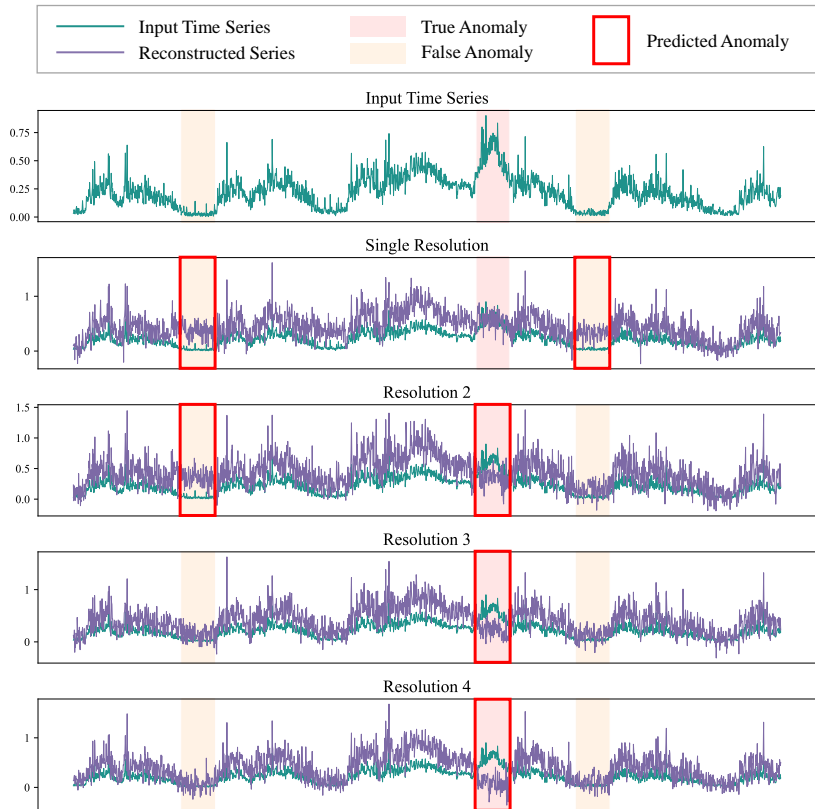 Input Time Series
Reconstructed Series
True Anomaly
False Anomaly
Predicted Anomaly
Input Time Series
0.75
0.50
0.25
0.00
Single Resolution
1
0
Resolution 2
1.5
1.0
0.5
0.0
Resolution 3
1
0
Resolution 4
1
0